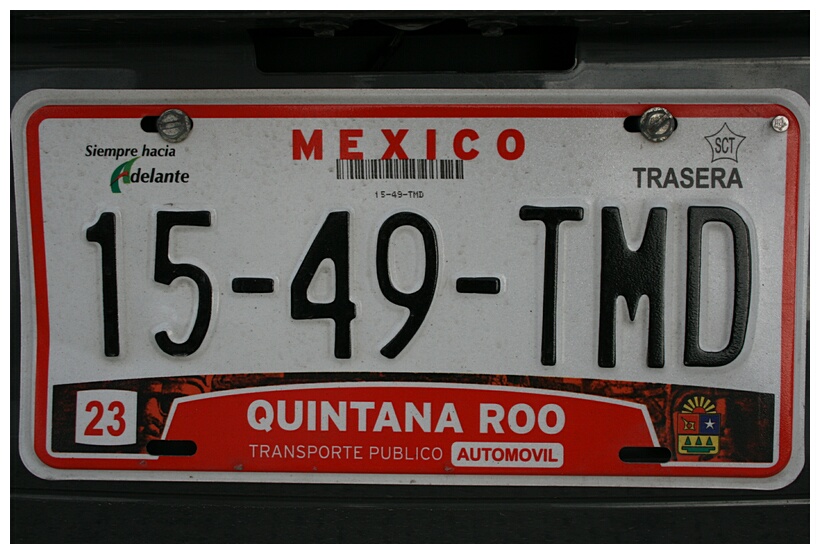 MEXICO
Siempre hacia
Adelante
SCT
TRASERA
15-49-TMD
15-49-TMD
23
QUINTANA ROO
TRANSPORTE PUBLICO AUTOMOVIL